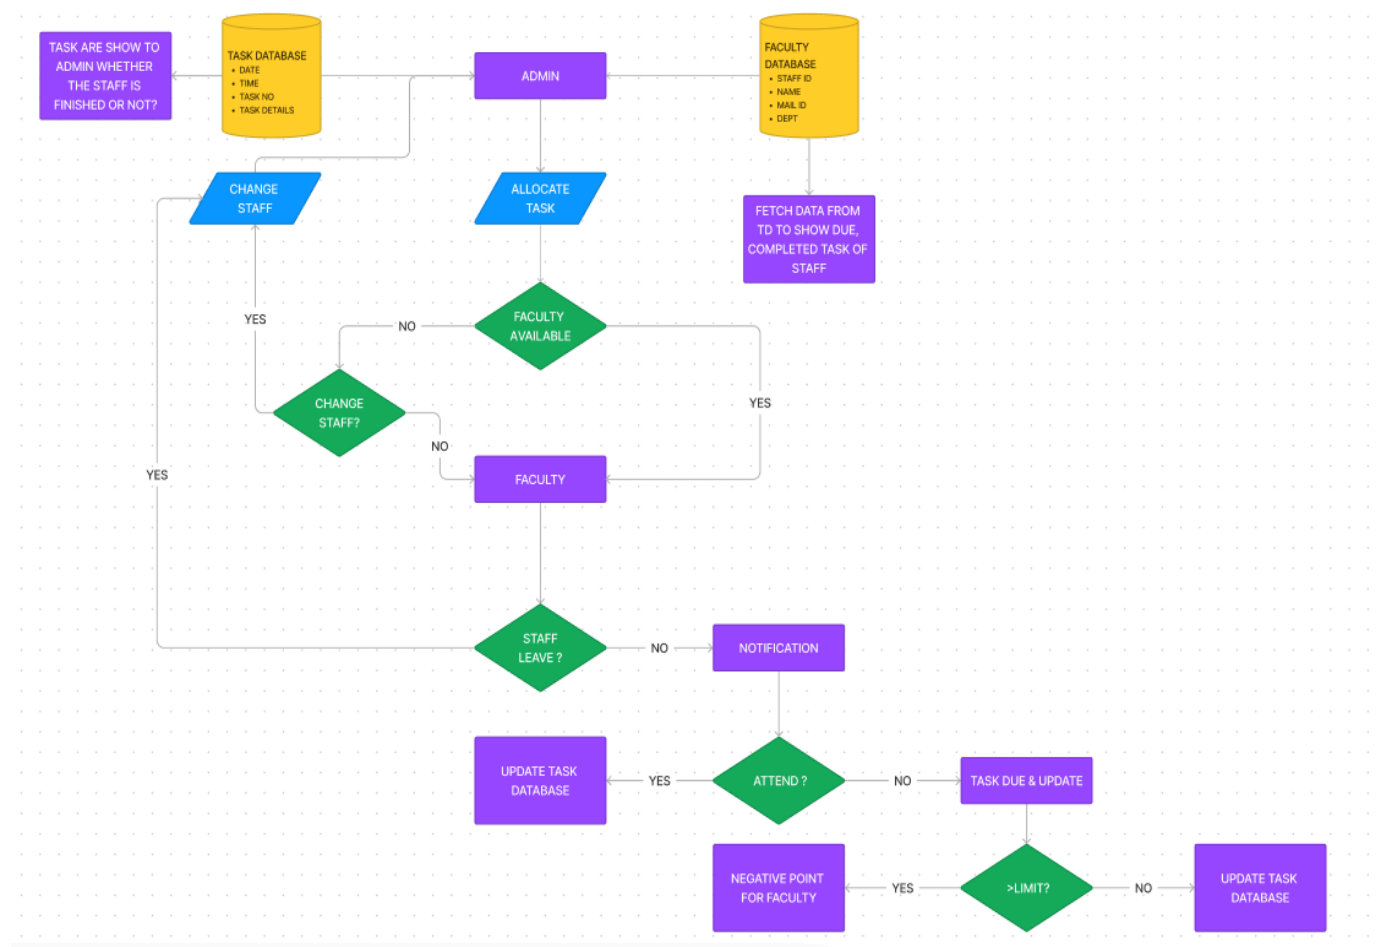 TASK ARE SHOW TO
ADMIN WHETHER
THE STAFF IS
FINISHED OR NOT?
TASK DATABASE
• DATE
• TIME
• TASK NO
• TASK DETAILS
ADMIN
FACULTY
DATABASE
• STAFF ID
• NAME
• MAIL ID
• DEPT
CHANGE
STAFF
ALLOCATE
TASK
FETCH DATA FROM
TD TO SHOW DUE,
COMPLETED TASK OF
STAFF
YES
NO
FACULTY
AVAILABLE
YES
CHANGE
STAFF?
NO
YES
FACULTY
STAFF
LEAVE ?
NO
NOTIFICATION
UPDATE TASK
DATABASE
YES
ATTEND ?
NO
TASK DUE & UPDATE
NEGATIVE POINT
FOR FACULTY
YES
>LIMIT?
NO
UPDATE TASK
DATABASE